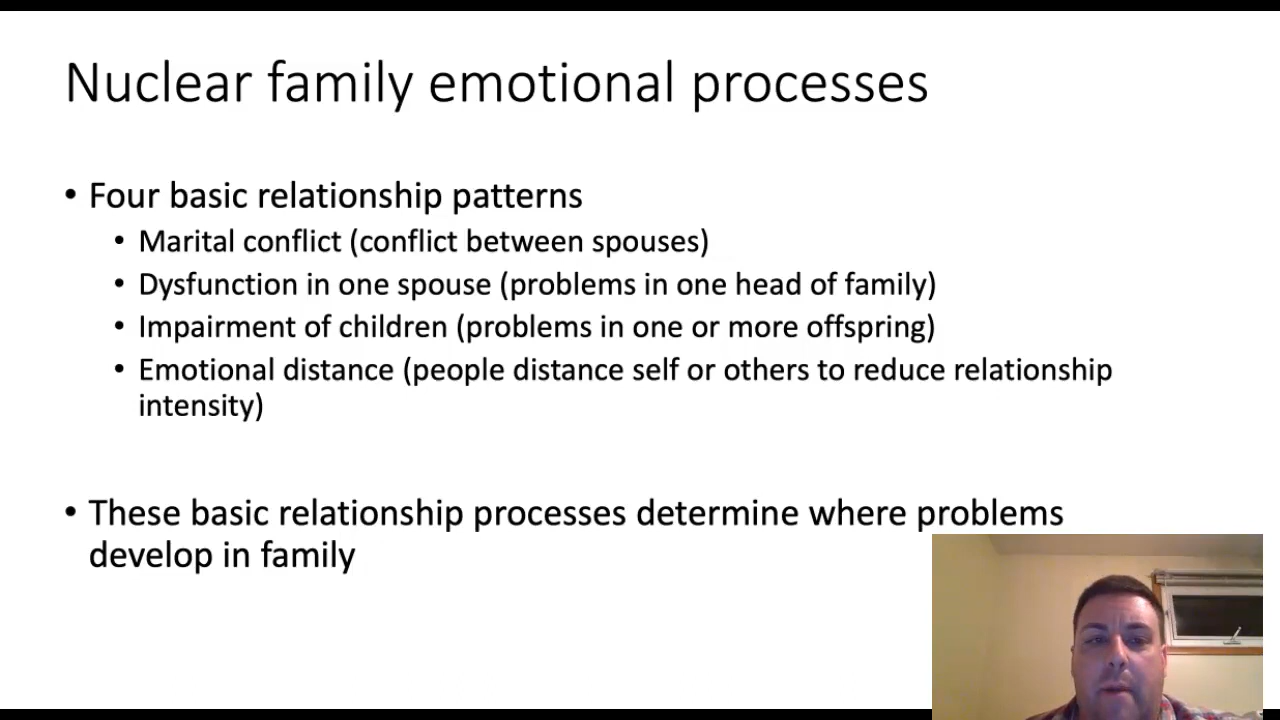 Nuclear family emotional processes
• Four basic relationship patterns
• Marital conflict (conflict between spouses)
• Dysfunction in one spouse (problems in one head of family)
• Impairment of children (problems in one or more offspring)
• Emotional distance (people distance self or others to reduce relationship
intensity)
• These basic relationship processes determine where problems
develop in family